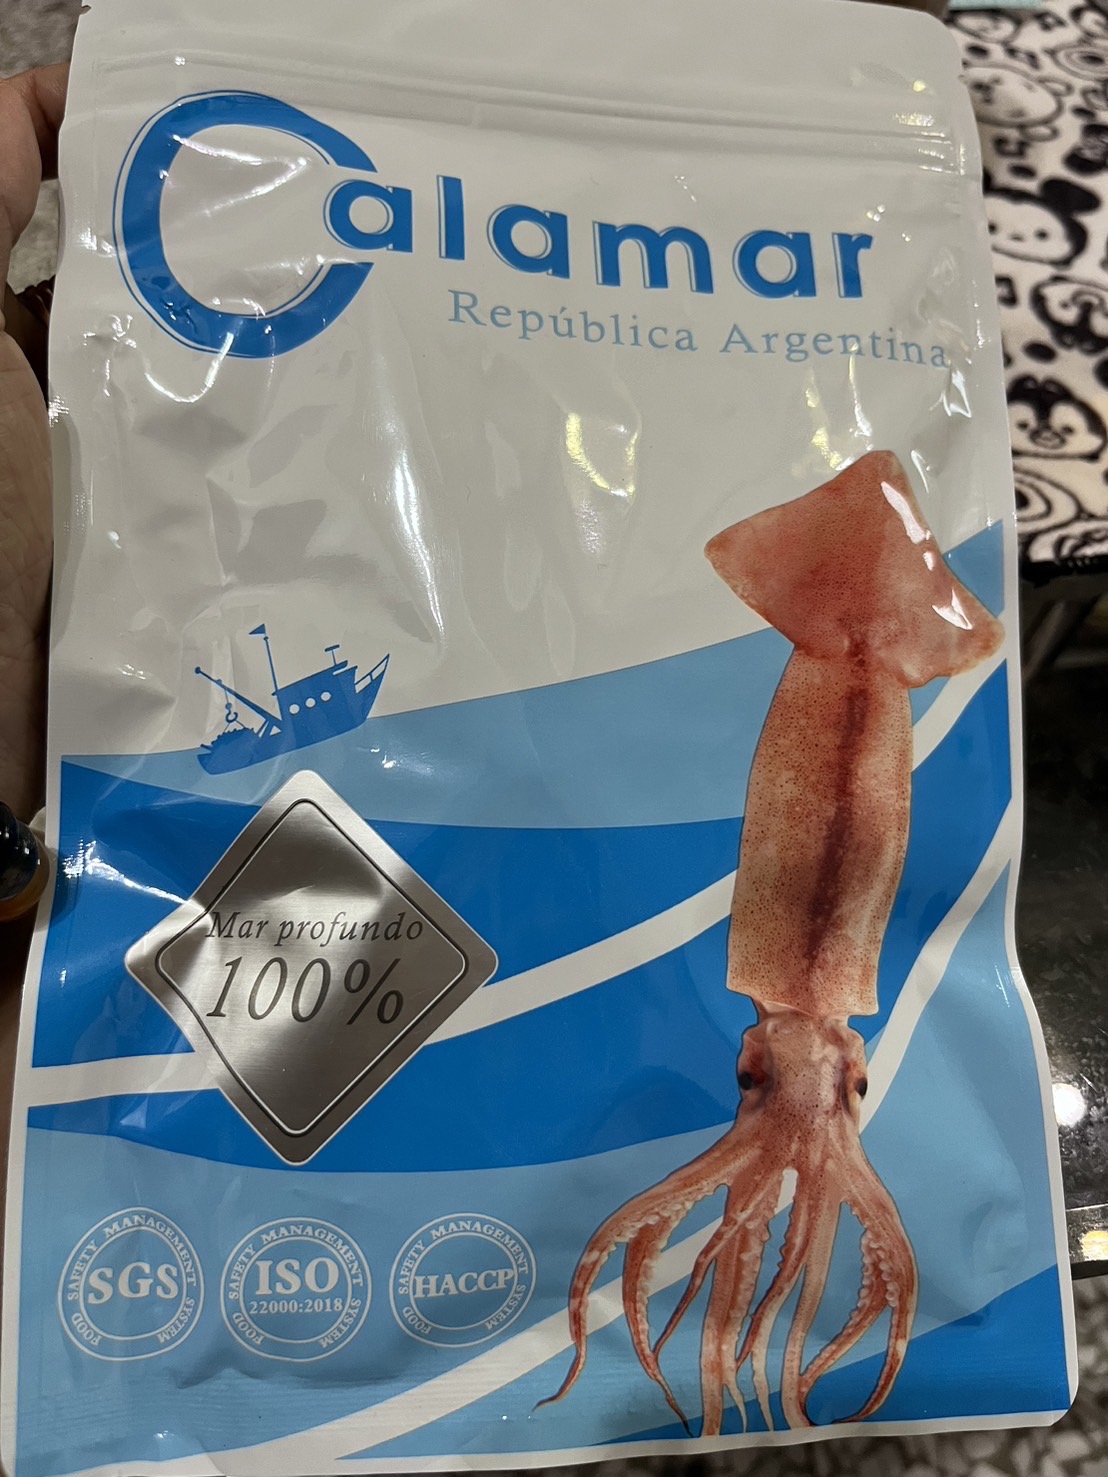 Calamar
República Argentina
Mar profundo
100%
FOOD SAFETY MANAGEMENT SYSTEM
SGS
FOOD SAFETY MANAGEMENT SYSTEM
ISO
22000:2018
FOOD SAFETY MANAGEMENT SYSTEM
HACCP